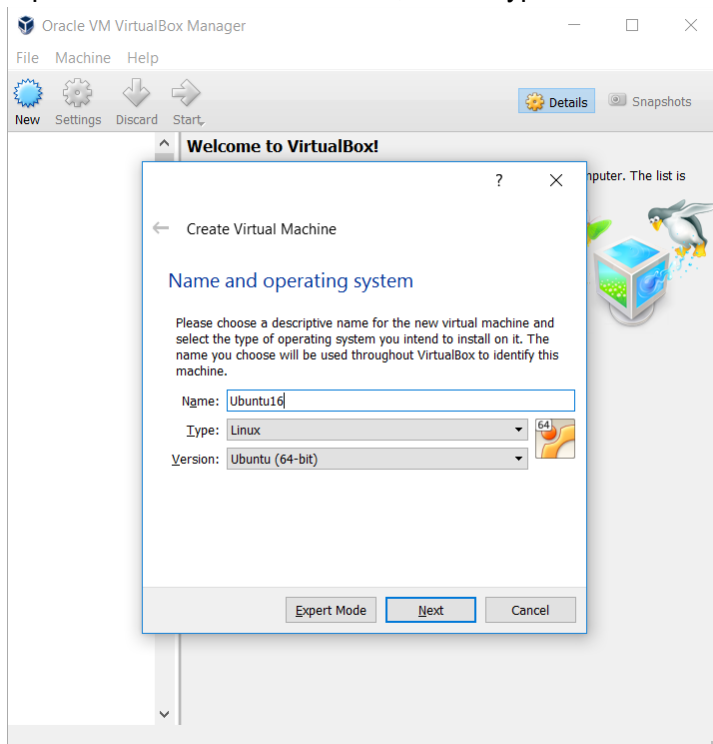 Oracle VM VirtualBox Manager
File Machine Help
New Settings Discard Start
Details Snapshots
Welcome to VirtualBox!
The list is
?
Create Virtual Machine
Name and operating system
Please choose a descriptive name for the new virtual machine and
select the type of operating system you intend to install on it. The
name you choose will be used throughout VirtualBox to identify this
machine.
Name: Ubuntu16
Type: Linux
64
Version: Ubuntu (64-bit)
Expert Mode Next Cancel